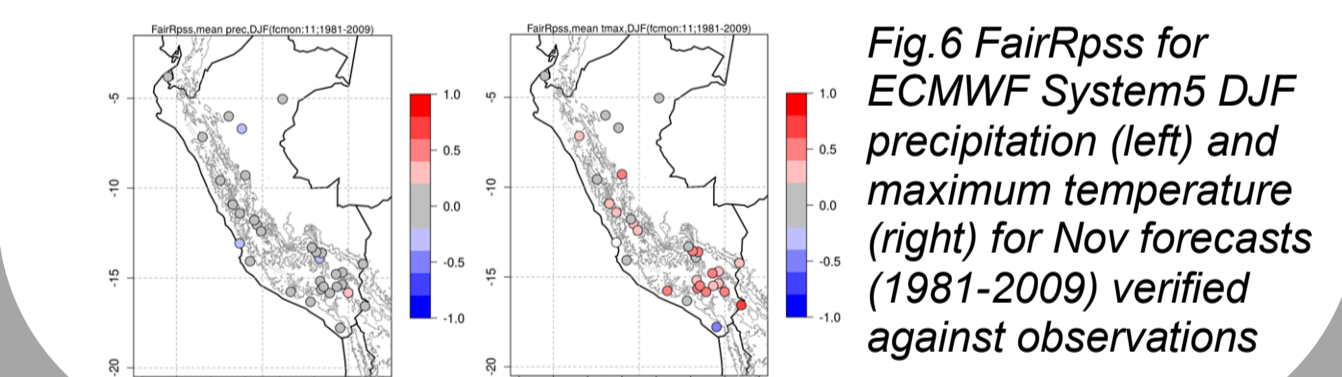 FairRpss,mean prec,DJF(fcmon:11;1981-2009)
-5
-10
-15
-20
1.0
0.5
0.0
-0.5
-1.0
FairRpss,mean tmax,DJF(fcmon:11;1981-2009)
-5
-10
-15
-20
1.0
0.5
0.0
-0.5
-1.0
Fig.6 FairRpss for
ECMWF System5 DJF
precipitation (left) and
maximum temperature
(right) for Nov forecasts
(1981-2009) verified
against observations